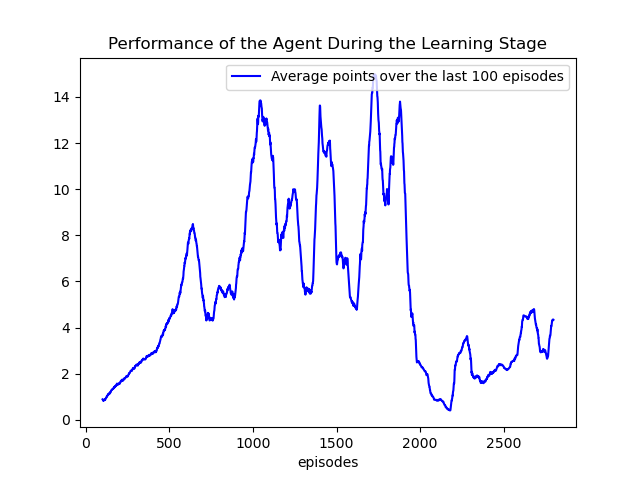 Performance of the Agent During the Learning Stage
Average points over the last 100 episodes
14
12
10
8
6
4
2
0
0 500 1000 1500 2000 2500
episodes